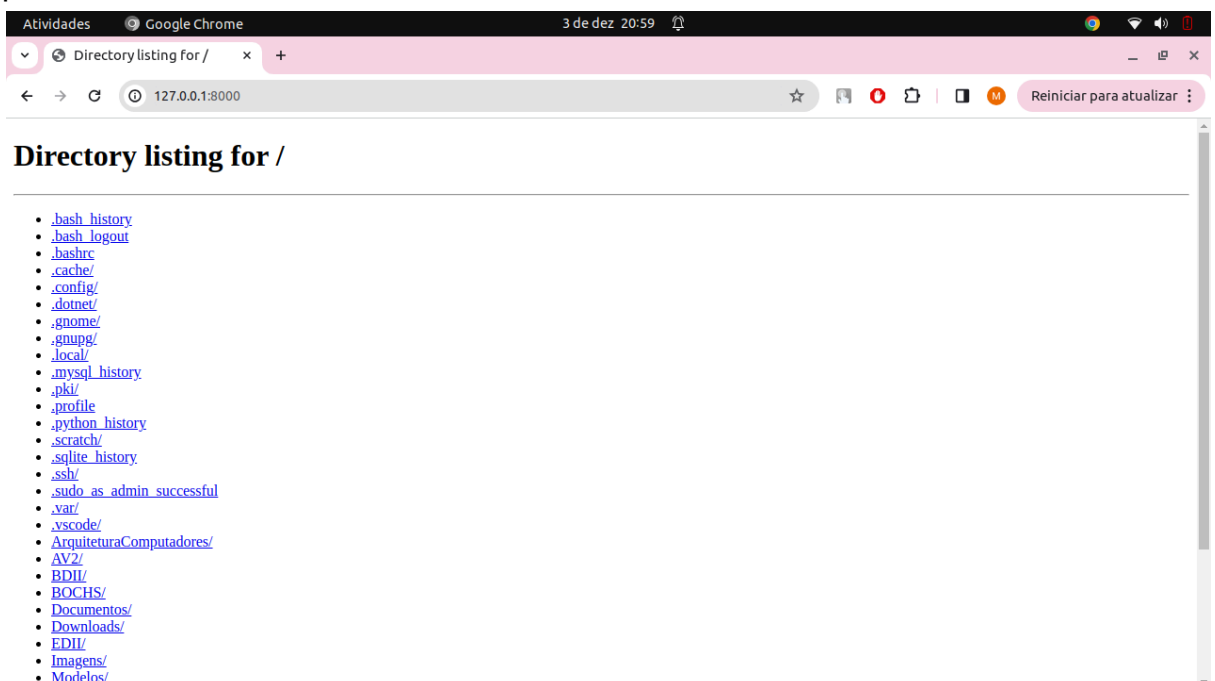 Atividades Google Chrome 3 de dez 20:59
Directory listing for /
127.0.0.1:8000 M Reiniciar para atualizar
Directory listing for /
.bash_history
.bash_logout
.bashrc
.cache/
.config/
.dotnet/
.gnome/
.gnupg/
.local/
.mysql_history
.pki/
.profile
.python_history
.scratch/
.sqlite_history
.ssh/
.sudo_as_admin_successful
.var/
.vscode/
ArquiteturaComputadores/
AV2/
BDII/
BOCHS/
Documentos/
Downloads/
EDII/
Imagens/
Modelos/